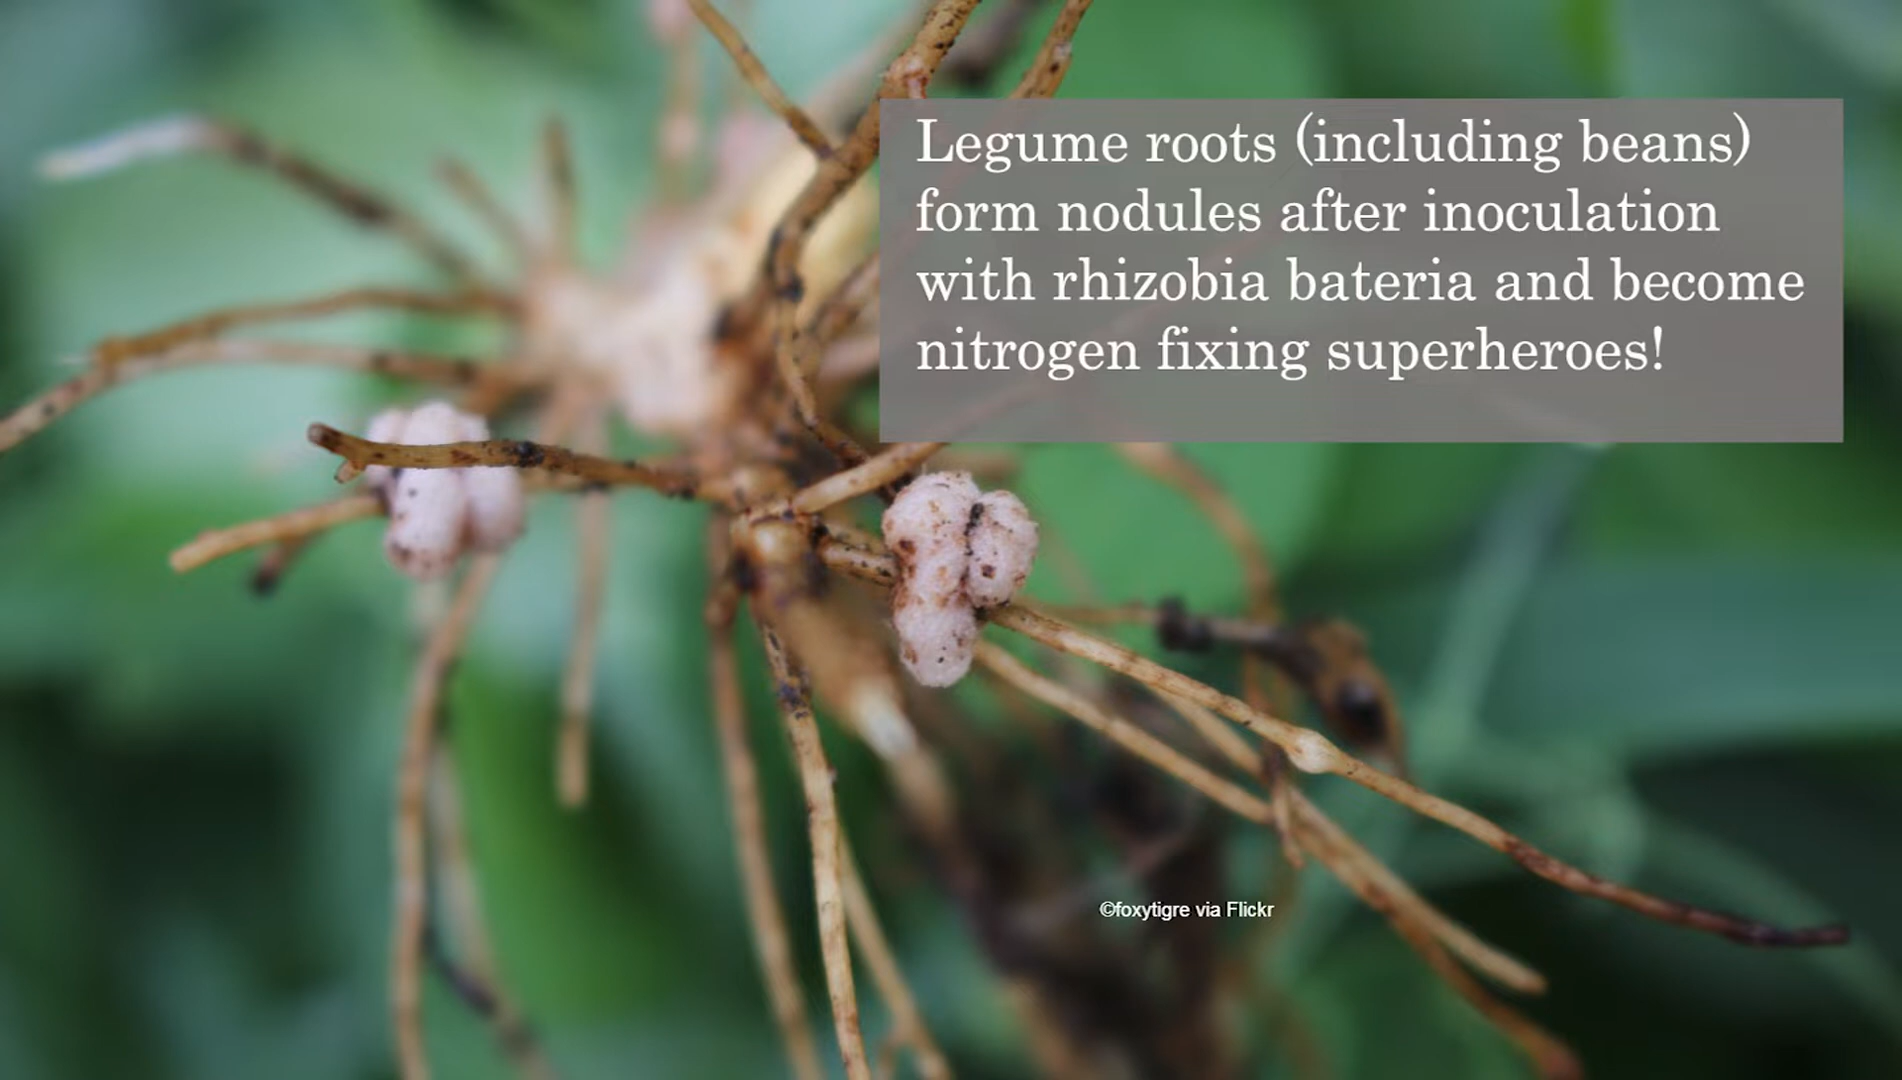 Legume roots (including beans)
form nodules after inoculation
with rhizobia bateria and become
nitrogen fixing superheroes!
©foxytigre via Flickr